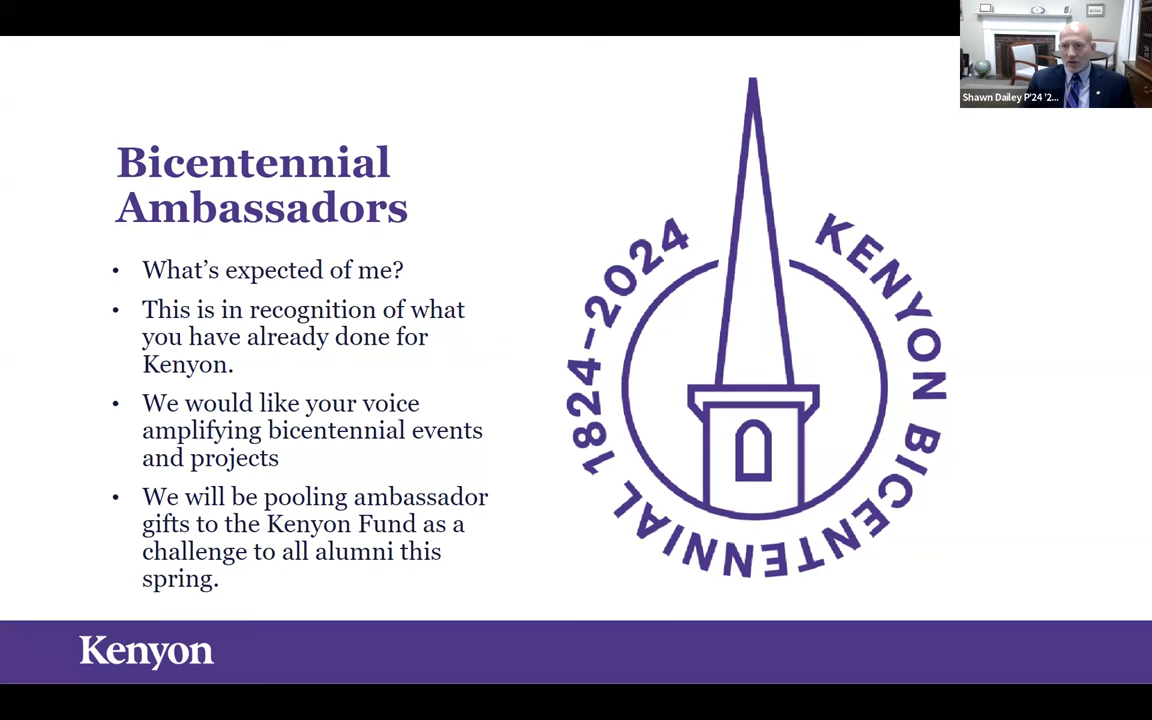 Shawn Dailey P'24 '2...
Bicentennial
Ambassadors
• What’s expected of me?
• This is in recognition of what
you have already done for
Kenyon.
• We would like your voice
amplifying bicentennial events
and projects
• We will be pooling ambassador
gifts to the Kenyon Fund as a
challenge to all alumni this
spring.
1824–2024
KENYON BICENTENNIAL
Kenyon